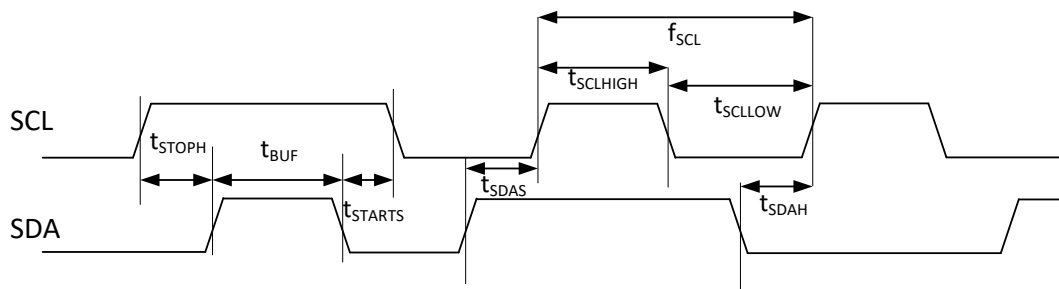 fSCL
tSCLHIGH
tSCLLOW
SCL
tSTOPH
tBUF
tSDAS
tSTARTS
tSDAH
SDA